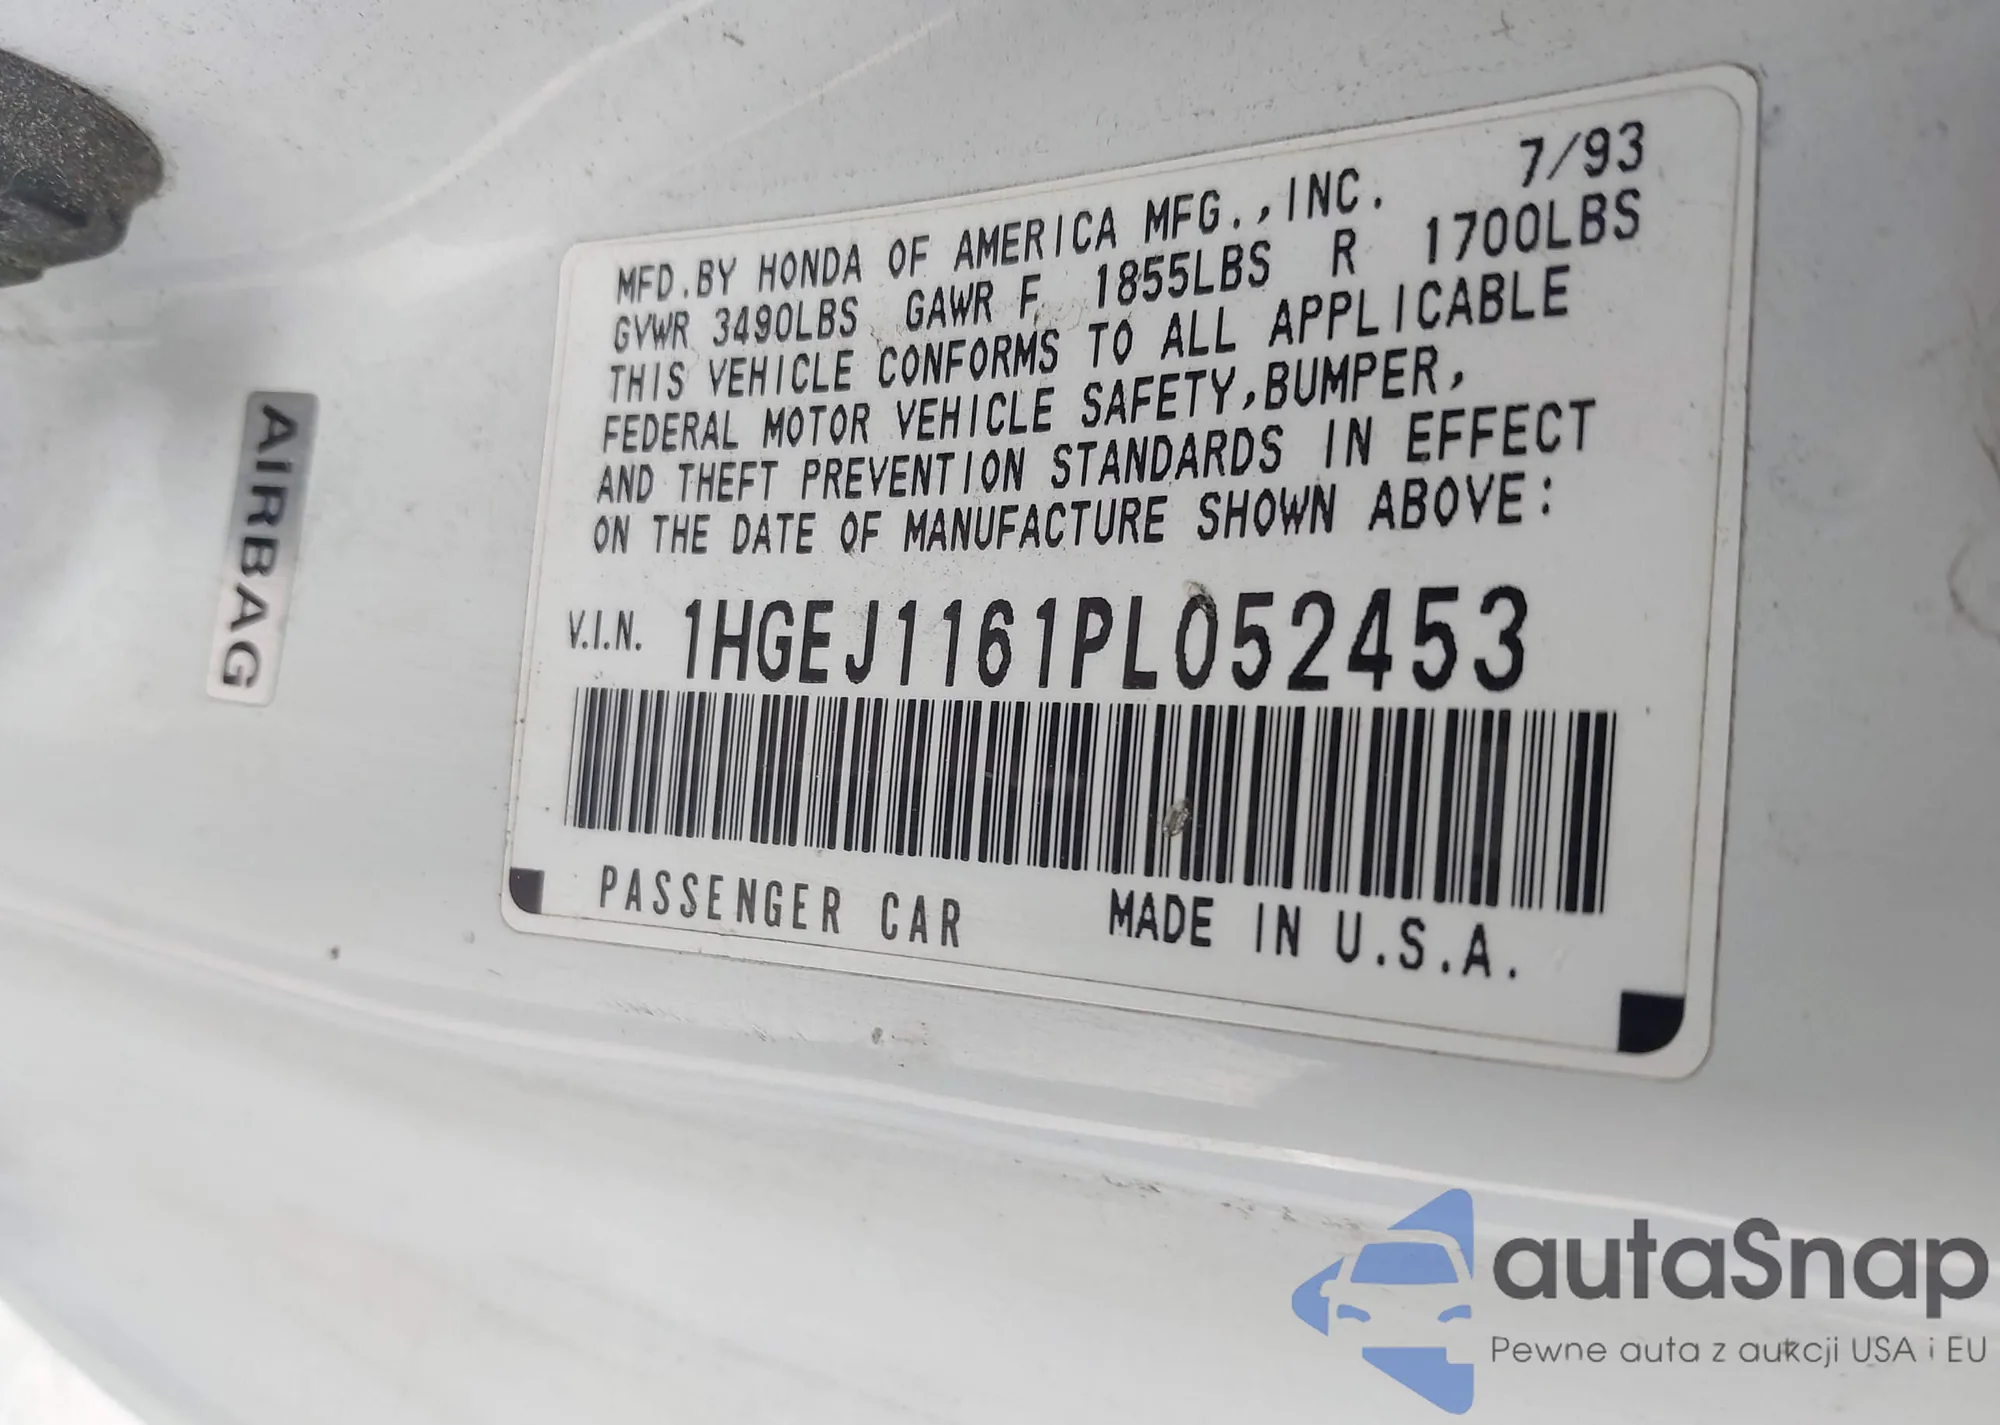 7/93
MFD.BY HONDA OF AMERICA MFG.,INC.
GVWR 3490LBS GAWR F 1855LBS R 1700LBS
THIS VEHICLE CONFORMS TO ALL APPLICABLE
FEDERAL MOTOR VEHICLE SAFETY,BUMPER,
AND THEFT PREVENTION STANDARDS IN EFFECT
ON THE DATE OF MANUFACTURE SHOWN ABOVE:
V.I.N. 1HGEJ1161PL052453
PASSENGER CAR MADE IN U.S.A.
AIRBAG
autaSnap
Pewne auta z aukcji USA i EU